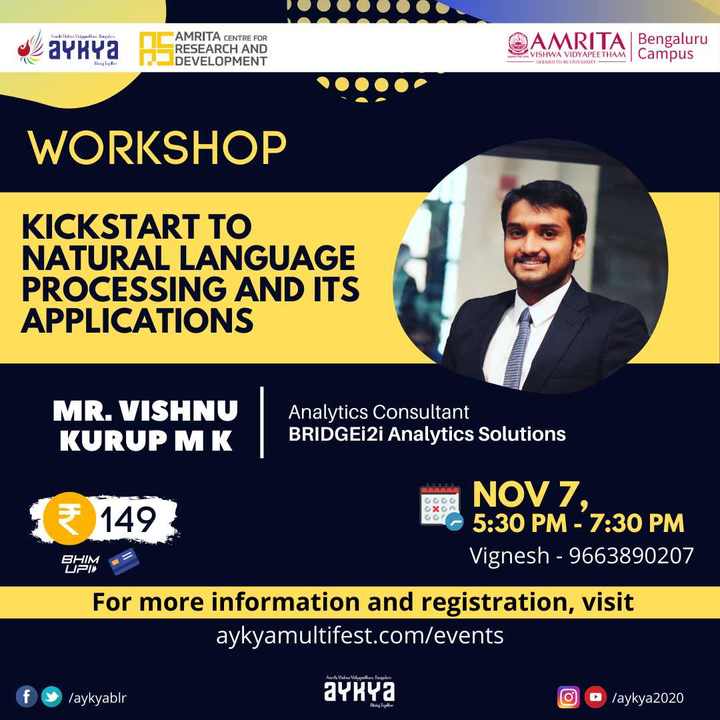 ayкya
AMRITA CENTRE FOR
RESEARCH AND
DEVELOPMENT
AMRITA
VISHWA VIDYAPEETHAM
Bengaluru
Campus
WORKSHOP
KICKSTART TO
NATURAL LANGUAGE
PROCESSING AND ITS
APPLICATIONS
MR. VISHNU
KURUP M K
Analytics Consultant
BRIDGEi2i Analytics Solutions
₹ 149
BHIM
UPI
NOV 7,
5:30 PM - 7:30 PM
Vignesh - 9663890207
For more information and registration, visit
aykyamultifest.com/events
/aykyablr
aykya
/aykya2020